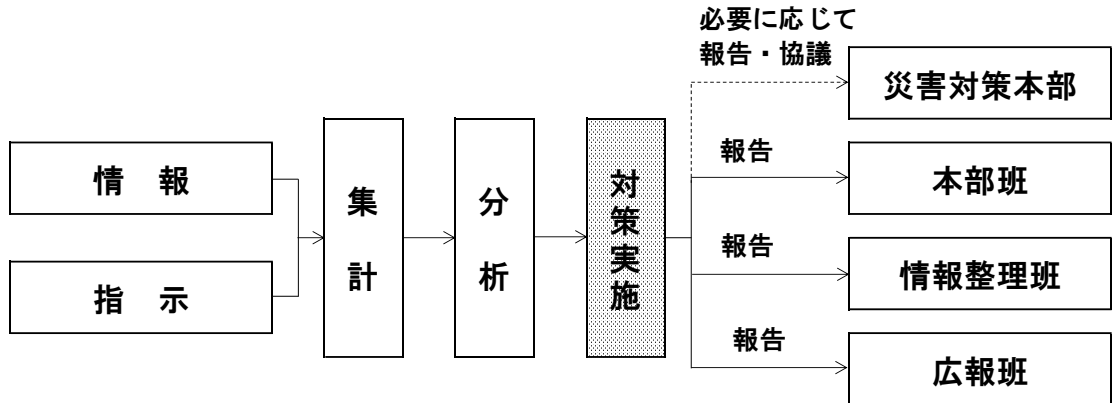 情　報
指　示
集計
分析
対策実施
必要に応じて
報告・協議
災害対策本部
報告
本部班
報告
情報整理班
報告
広報班